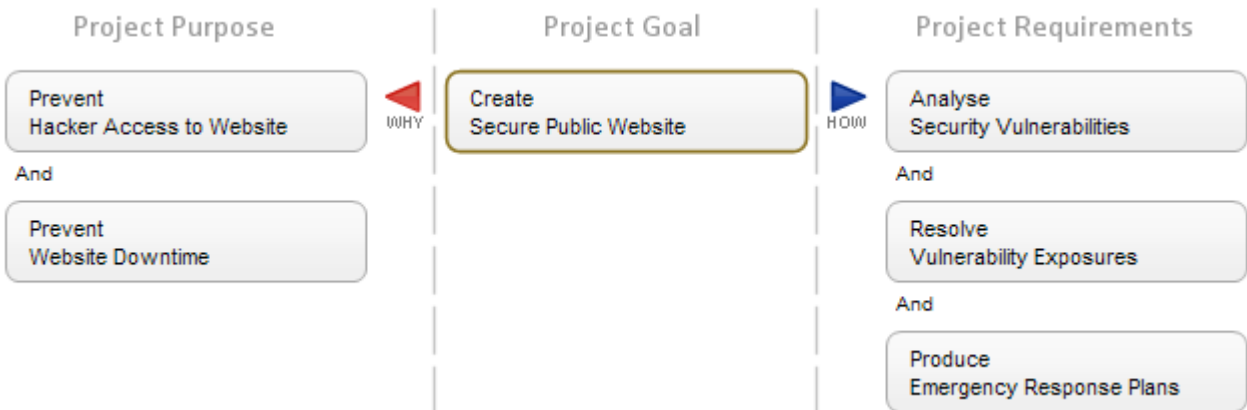 Project Purpose
Project Goal
Project Requirements
Prevent
Hacker Access to Website
WHY
Create
Secure Public Website
HOW
Analyse
Security Vulnerabilities
And
And
Prevent
Website Downtime
Resolve
Vulnerability Exposures
And
Produce
Emergency Response Plans